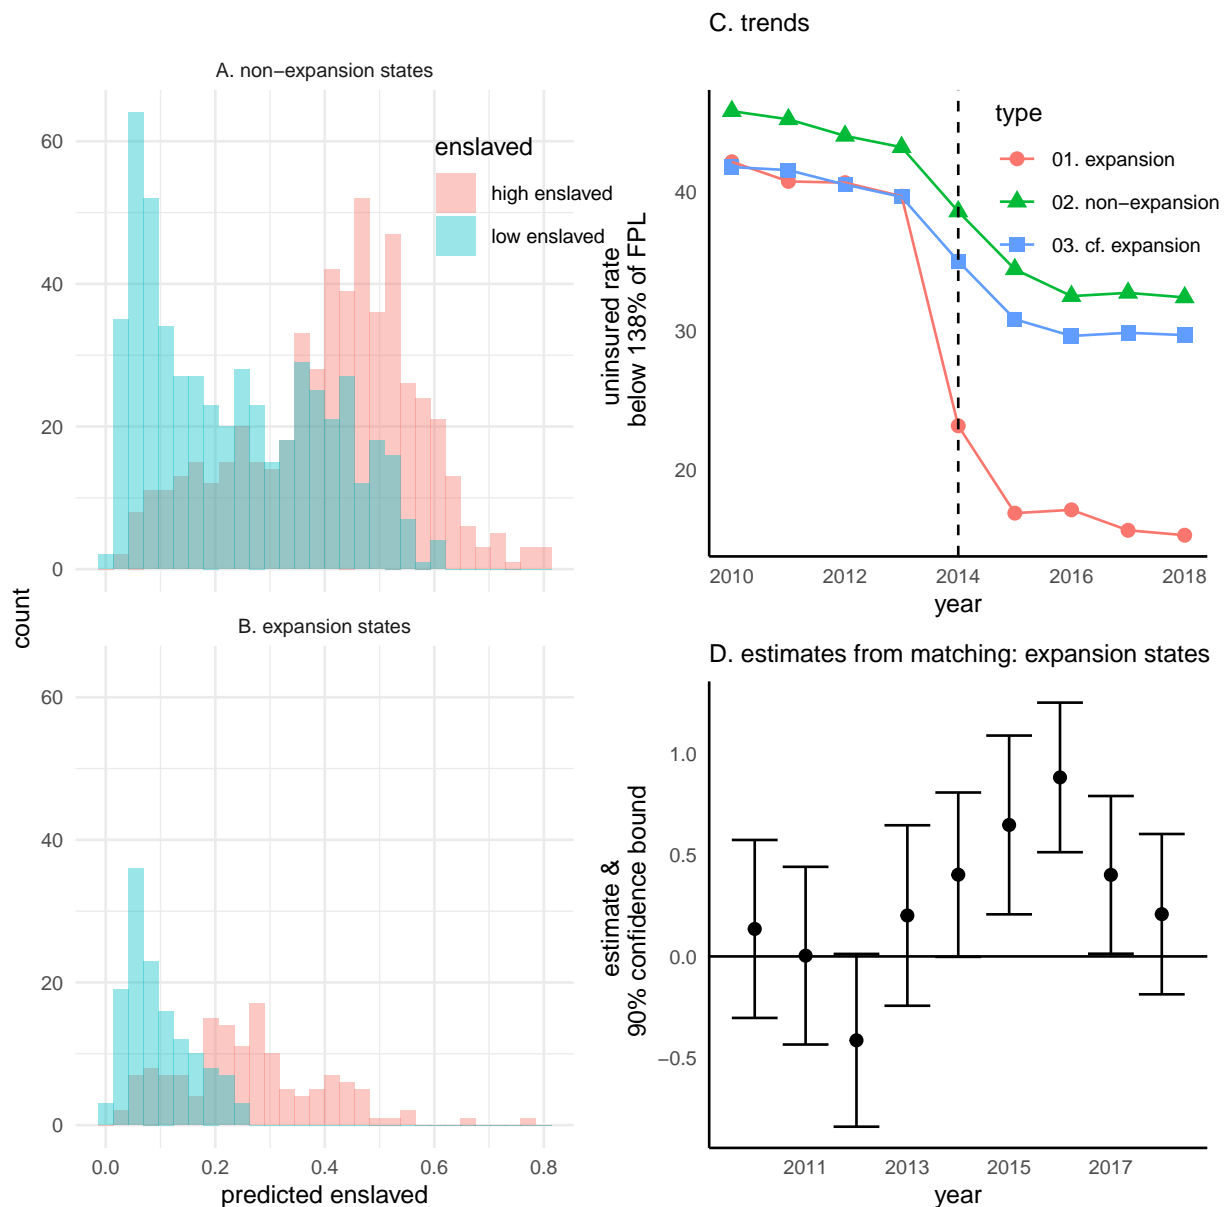 A. non−expansion states
60
40
20
0
enslaved
high enslaved
low enslaved
count
B. expansion states
60
40
20
0
0.0 0.2 0.4 0.6 0.8
predicted enslaved
C. trends
uninsured rate
below 138% of FPL
40
30
20
type
01. expansion
02. non−expansion
03. cf. expansion
2010 2012 2014 2016 2018
year
D. estimates from matching: expansion states
estimate &
90% confidence bound
1.0
0.5
0.0
−0.5
2011 2013 2015 2017
year